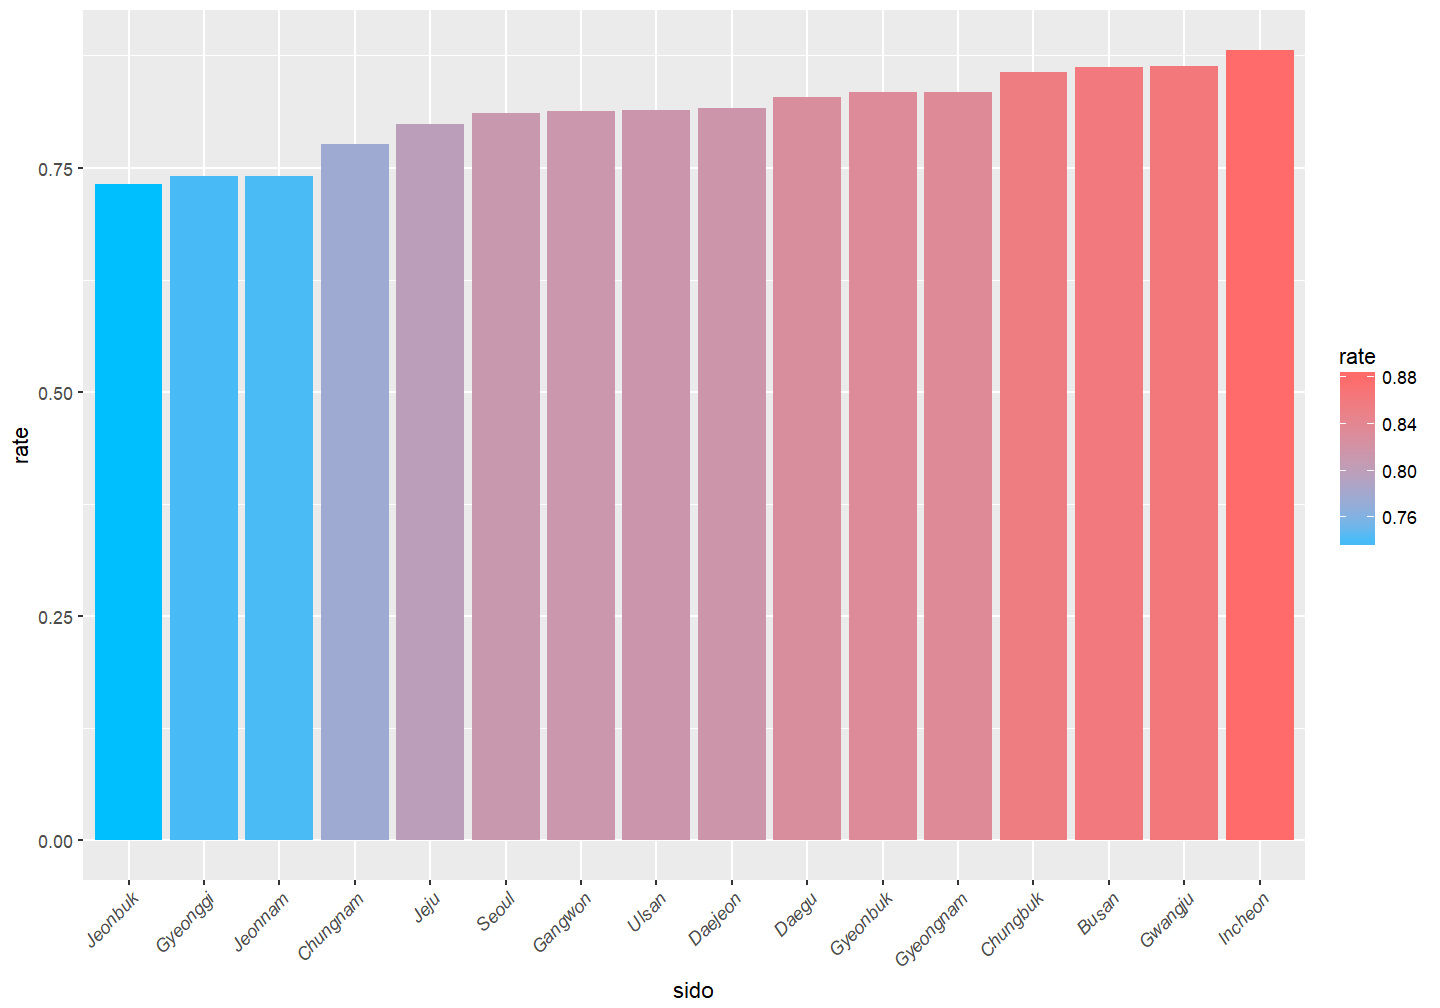 0.75
0.50
0.25
0.00
rate
Jeonbuk
Gyeonggi
Jeonnam
Chungnam
Jeju
Seoul
Gangwon
Ulsan
Daejeon
Daegu
Gyeonbuk
Gyeongnam
Chungbuk
Busan
Gwangju
Incheon
sido
rate
0.88
0.84
0.80
0.76